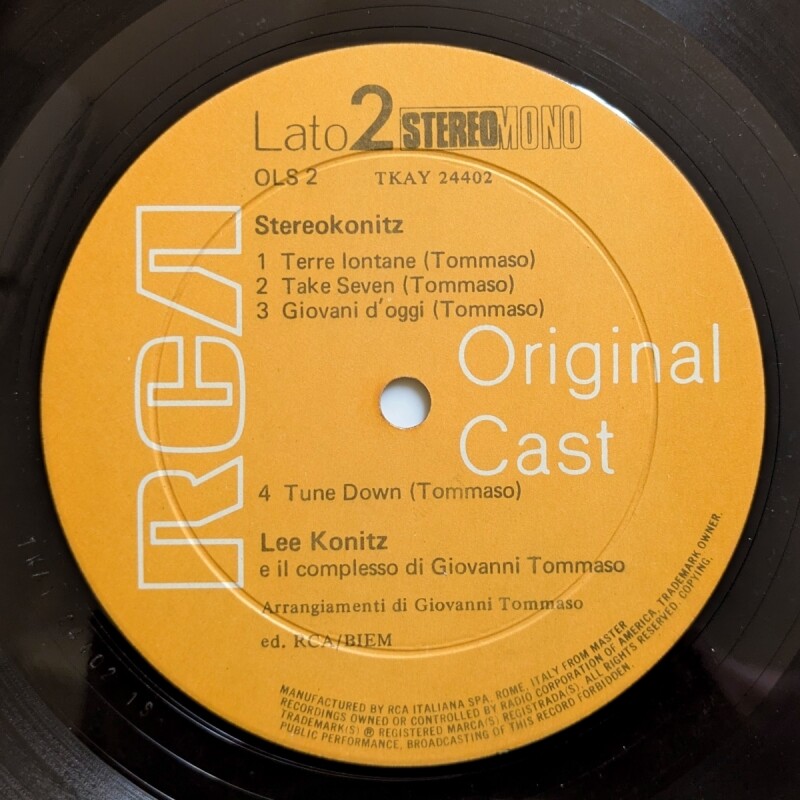 Lato 2 STEREO MONO
OLS 2 TKAY 24402
Stereokonitz
1 Terre lontane (Tommaso)
2 Take Seven (Tommaso)
3 Giovani d'oggi (Tommaso)
RCA
Original
Cast
4 Tune Down (Tommaso)
Lee Konitz
e il complesso di Giovanni Tommaso
Arrangiamenti di Giovanni Tommaso
ed. RCA/BIEM
MANUFACTURED BY RCA ITALIANA SPA, ROME, ITALY FROM MASTER
RECORDINGS OWNED OR CONTROLLED BY RADIO CORPORATION OF AMERICA, TRADEMARK OWNER.
TRADEMARK(S) ® REGISTERED MARCA(S) REGISTRADA(S). ALL RIGHTS RESERVED. COPYING,
PUBLIC PERFORMANCE, BROADCASTING OF THIS RECORD FORBIDDEN.